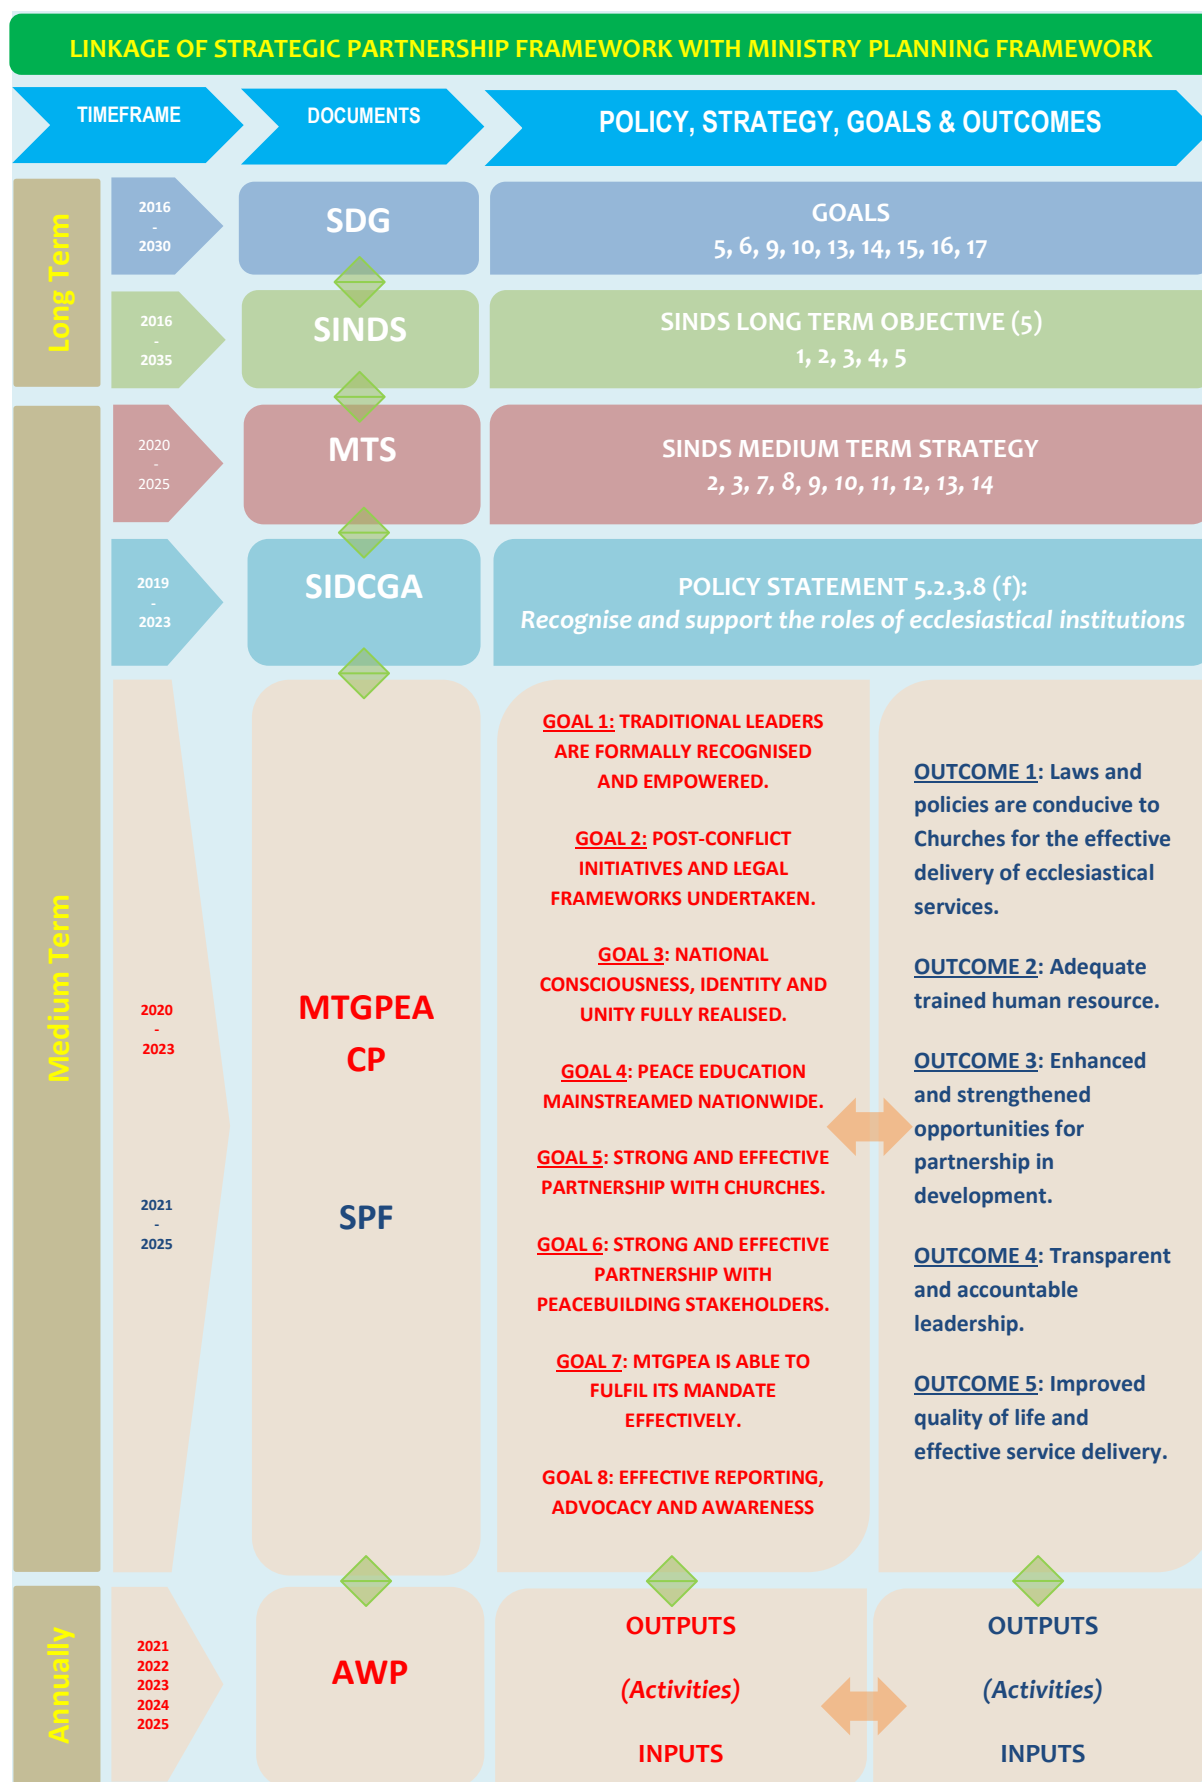 LINKAGE OF STRATEGIC PARTNERSHIP FRAMEWORK WITH MINISTRY PLANNING FRAMEWORK
TIMEFRAME
DOCUMENTS
POLICY, STRATEGY, GOALS & OUTCOMES
Long Term
2016
-
2030
SDG
GOALS
5, 6, 9, 10, 13, 14, 15, 16, 17
2016
-
2035
SINDS
SINDS LONG TERM OBJECTIVE (5)
1, 2, 3, 4, 5
Medium Term
2020
-
2025
MTS
SINDS MEDIUM TERM STRATEGY
2, 3, 7, 8, 9, 10, 11, 12, 13, 14
2019
-
2023
SIDCGA
POLICY STATEMENT 5.2.3.8 (f):
Recognise and support the roles of ecclesiastical institutions
2020
-
2023
2021
-
2025
MTGPEA
CP
SPF
GOAL 1: TRADITIONAL LEADERS
ARE FORMALLY RECOGNISED
AND EMPOWERED.
GOAL 2: POST-CONFLICT
INITIATIVES AND LEGAL
FRAMEWORKS UNDERTAKEN.
GOAL 3: NATIONAL
CONSCIOUSNESS, IDENTITY AND
UNITY FULLY REALISED.
GOAL 4: PEACE EDUCATION
MAINSTREAMED NATIONWIDE.
GOAL 5: STRONG AND EFFECTIVE
PARTNERSHIP WITH CHURCHES.
GOAL 6: STRONG AND EFFECTIVE
PARTNERSHIP WITH
PEACEBUILDING STAKEHOLDERS.
GOAL 7: MTGPEA IS ABLE TO
FULFIL ITS MANDATE
EFFECTIVELY.
GOAL 8: EFFECTIVE REPORTING,
ADVOCACY AND AWARENESS
OUTCOME 1: Laws and
policies are conducive to
Churches for the effective
delivery of ecclesiastical
services.
OUTCOME 2: Adequate
trained human resource.
OUTCOME 3: Enhanced
and strengthened
opportunities for
partnership in
development.
OUTCOME 4: Transparent
and accountable
leadership.
OUTCOME 5: Improved
quality of life and
effective service delivery.
Annually
2021
2022
2023
2024
2025
AWP
OUTPUTS
(Activities)
INPUTS
OUTPUTS
(Activities)
INPUTS